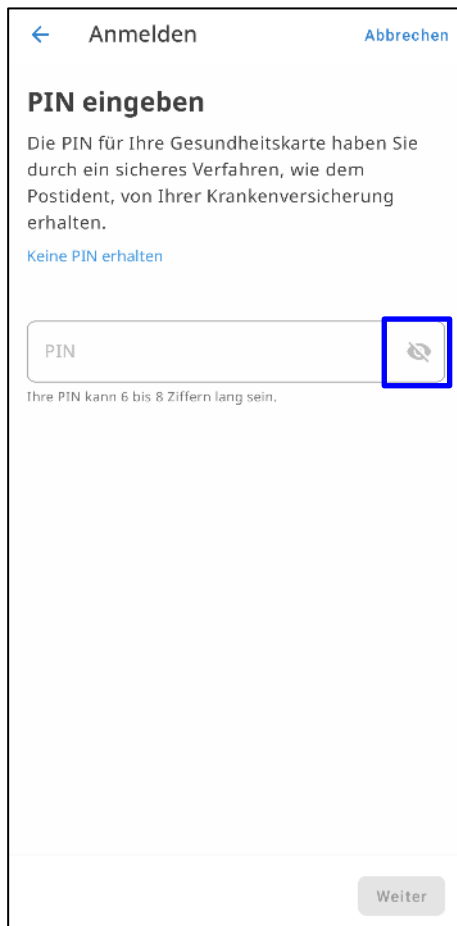 Anmelden Abbrechen
PIN eingeben
Die PIN für Ihre Gesundheitskarte haben Sie
durch ein sicheres Verfahren, wie dem
Postident, von Ihrer Krankenversicherung
erhalten.
Keine PIN erhalten
PIN
Ihre PIN kann 6 bis 8 Ziffern lang sein.
Weiter